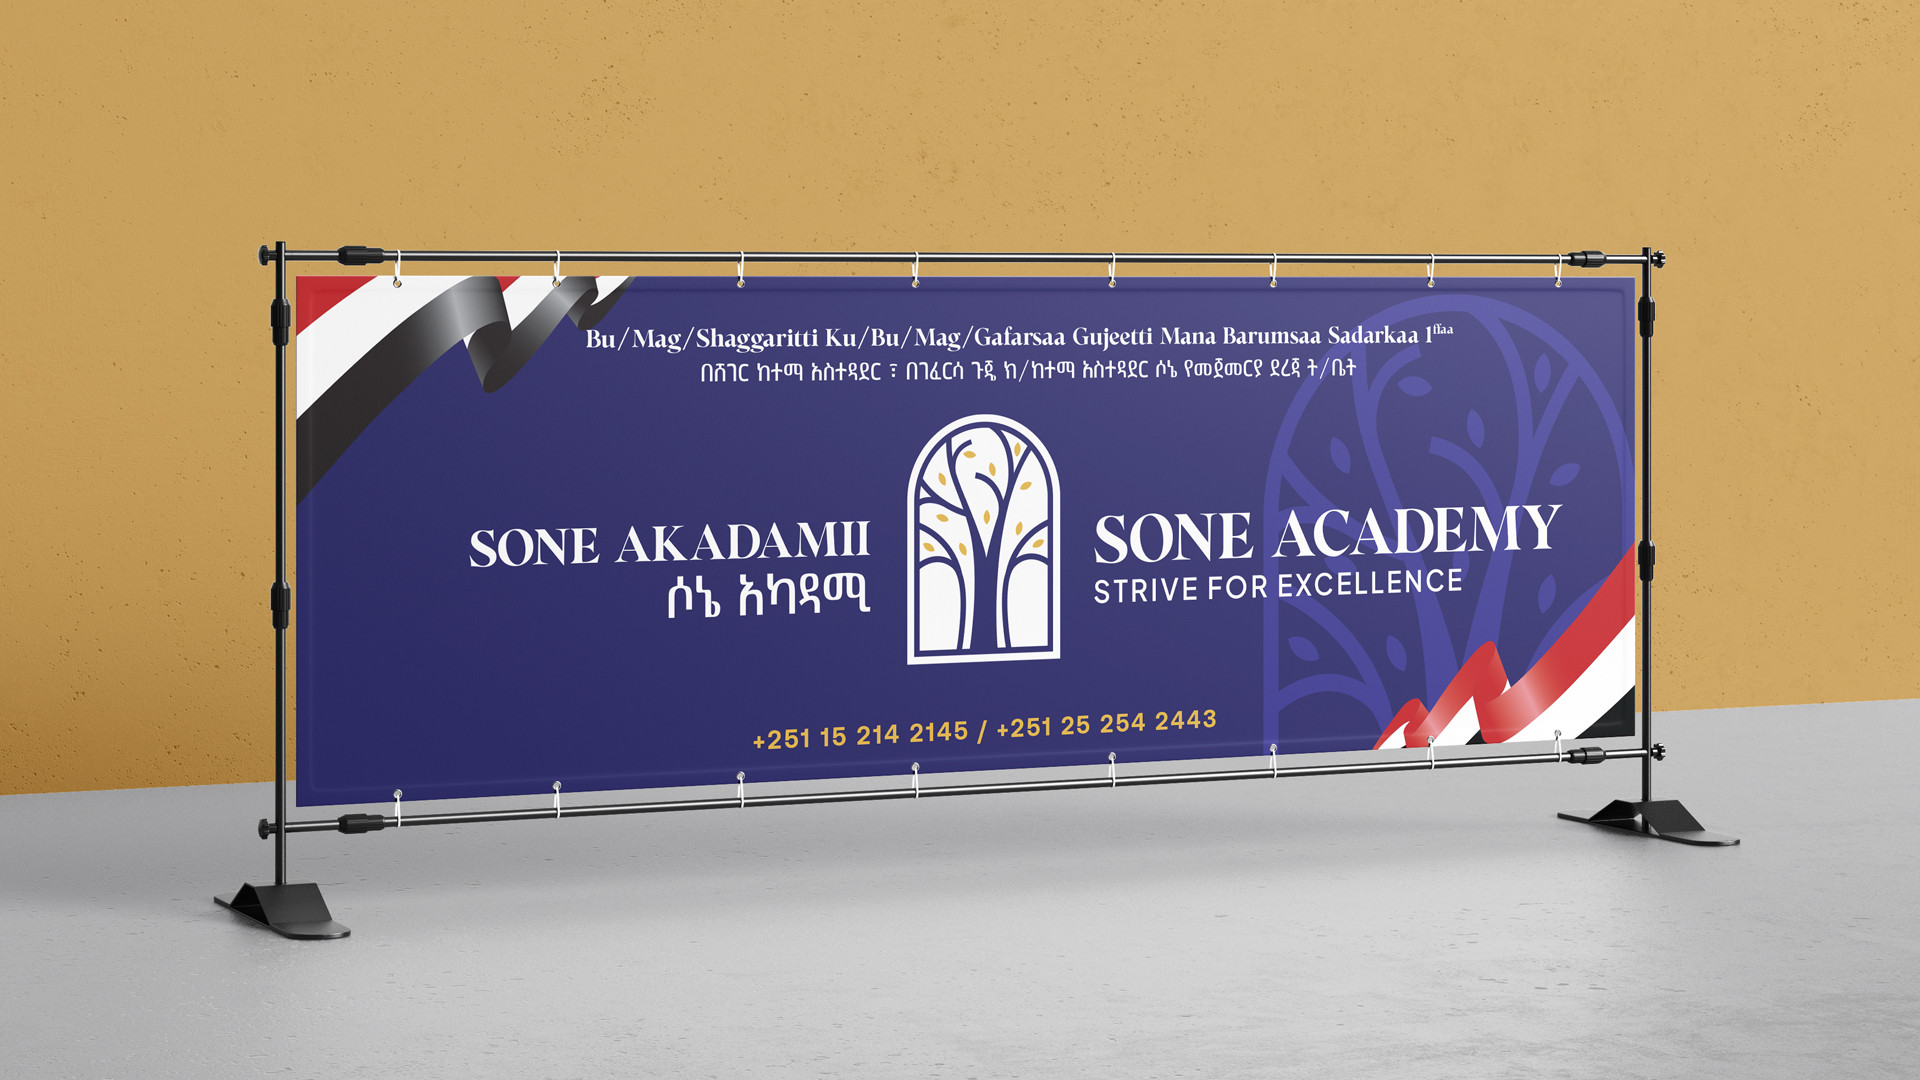 Bu/Mag/Shaggaritti Ku/Bu/Mag/Gafarsaa Gujeetti Mana Barumsaa Sadarkaa 1ffaa
በሸገር ከተማ አስተዳደር ፣ በገፈርሳ ጉጄ ክ/ከተማ አስተዳደር ሶኔ የመጀመርያ ደረጃ ት/ቤት
SONE AKADAMII
ሶኔ አካዳሚ
SONE ACADEMY
STRIVE FOR EXCELLENCE
+251 15 214 2145 / +251 25 254 2443